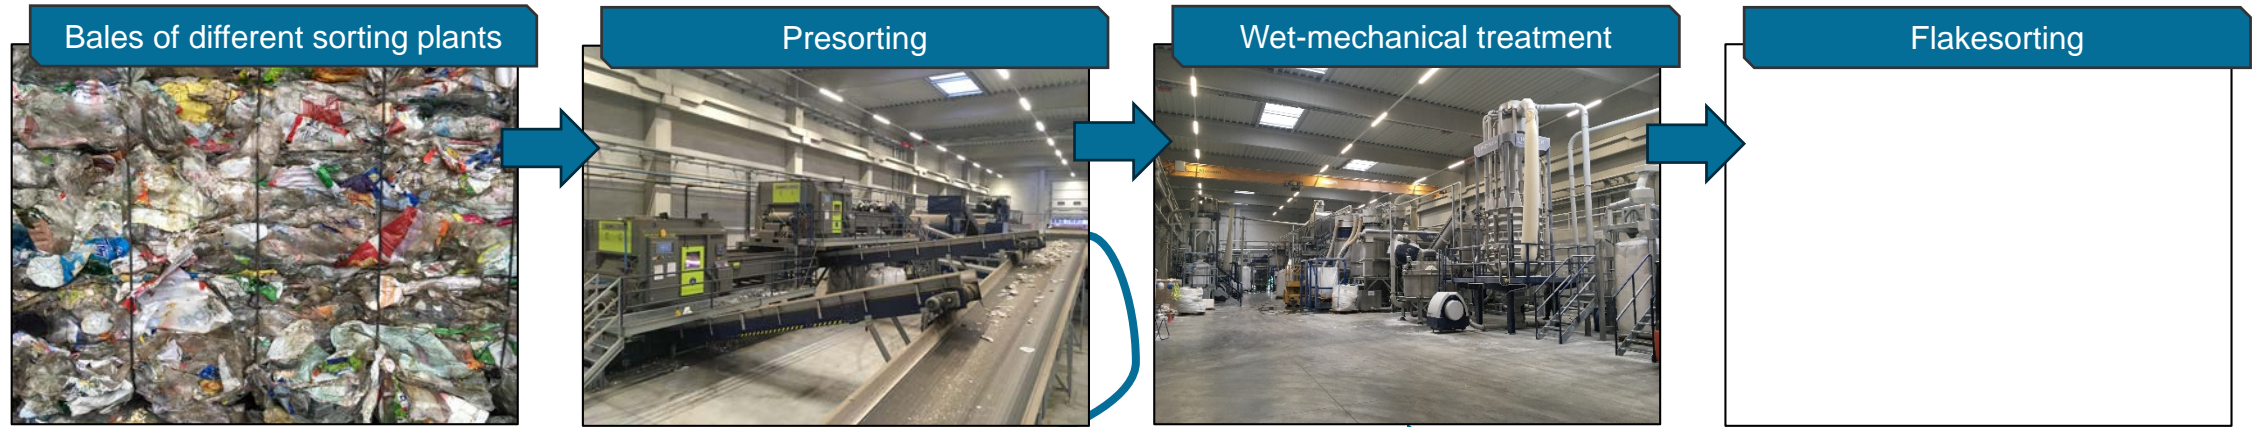 Bales of different sorting plants
Presorting
Wet-mechanical treatment
Flakesorting